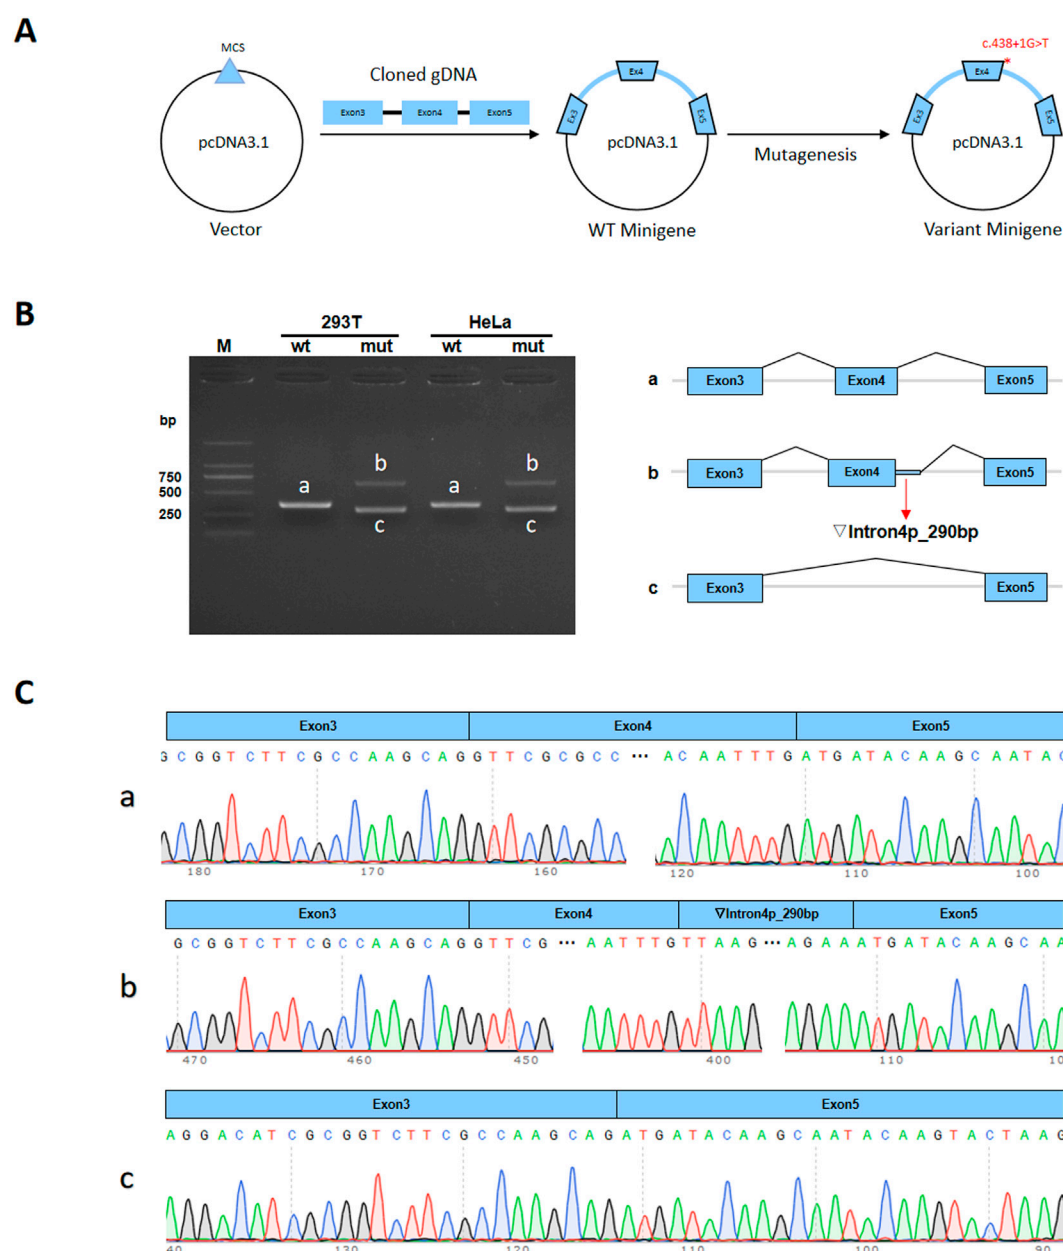 A
MCS
pcDNA3.1
Vector
Cloned gDNA
Exon3 Exon4 Exon5
Ex3 Ex4 Ex5
pcDNA3.1
WT Minigene
Mutagenesis
c.438+1G>T
*
Ex3 Ex4 Ex5
pcDNA3.1
Variant Minigene
B
293T HeLa
M wt mut wt mut
bp
750
500
250
a b c a b c
a Exon3 Exon4 Exon5
b Exon3 Exon4 Exon5
▽Intron4p_290bp
c Exon3 Exon5
C
Exon3 Exon4 Exon5
G C G G T C T T C G C C A A G C A G G T T C G C G C C ··· A C A A T T T G A T G A T A C A A G C A A T A C
a
180 170 160 120 110 100
Exon3 Exon4 ▽Intron4p_290bp Exon5
G C G G T C T T C G C C A A G C A G G T T C G ··· A A T T T G T T A A G ··· A G A A A T G A T A C A A G C A A
b
470 460 450 400 110 10
Exon3 Exon5
A G G A C A T C G C G G T C T T C G C C A A G C A G A T G A T A C A A G C A A T A C A A G T A C T A A G
c
40 130 120 110 100 90